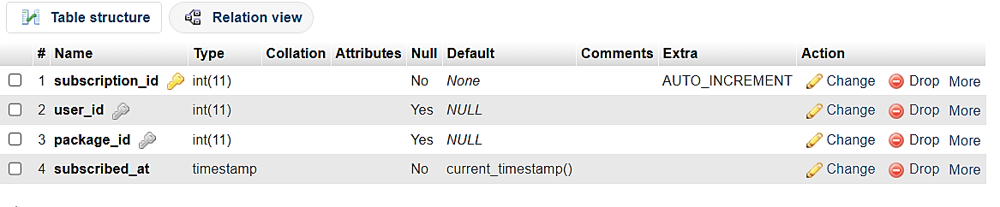 Table structure Relation view
# Name Type Collation Attributes Null Default Comments Extra Action
1 subscription_id int(11) No None AUTO_INCREMENT Change Drop More
2 user_id int(11) Yes NULL Change Drop More
3 package_id int(11) Yes NULL Change Drop More
4 subscribed_at timestamp No current_timestamp() Change Drop More